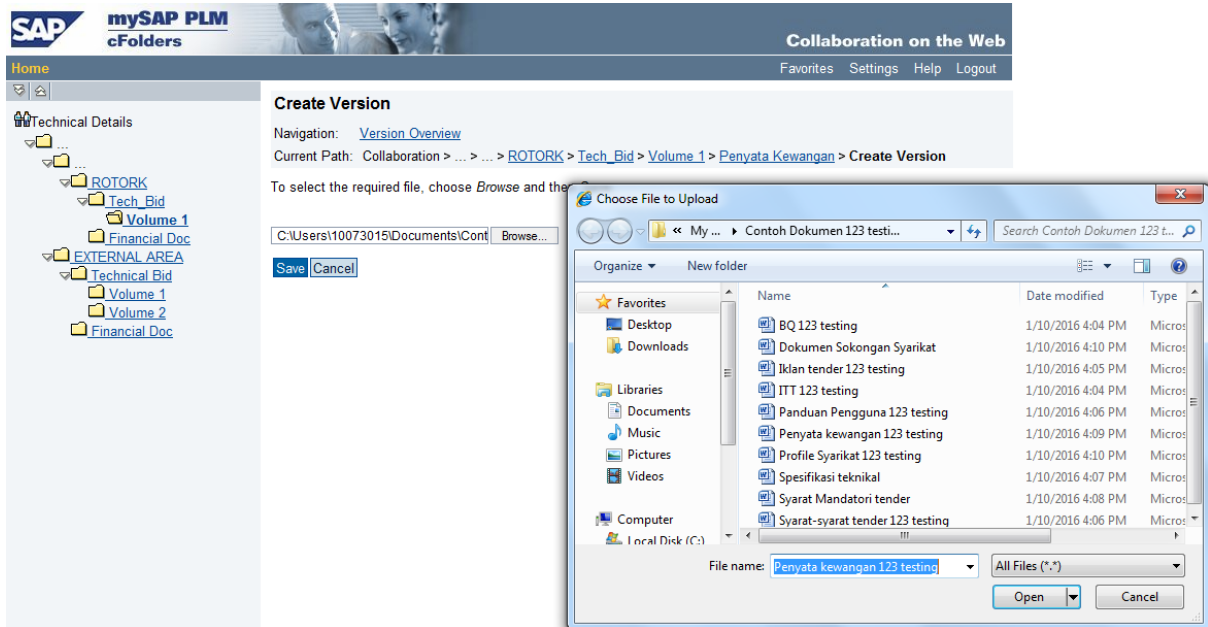 SAP
mySAP PLM
cFolders
Collaboration on the Web
Home
Favorites Settings Help Logout
Technical Details
...
...
ROTORK
Tech_Bid
Volume 1
Financial Doc
EXTERNAL AREA
Technical Bid
Volume 1
Volume 2
Financial Doc
Create Version
Navigation: Version Overview
Current Path: Collaboration > ... > ... > ROTORK > Tech_Bid > Volume 1 > Penyata Kewangan > Create Version
To select the required file, choose Browse and then
C:\Users\10073015\Documents\Cont Browse...
Save Cancel
Choose File to Upload
« My ... Contoh Dokumen 123 testi... Search Contoh Dokumen 123 t...
Organize New folder
Favorites
Desktop
Downloads
Libraries
Documents
Music
Pictures
Videos
Computer
Local Disk (C:)
Name Date modified Type
BQ 123 testing 1/10/2016 4:04 PM Micros
Dokumen Sokongan Syarikat 1/10/2016 4:10 PM Micros
Iklan tender 123 testing 1/10/2016 4:05 PM Micros
ITT 123 testing 1/10/2016 4:04 PM Micros
Panduan Pengguna 123 testing 1/10/2016 4:06 PM Micros
Penyata kewangan 123 testing 1/10/2016 4:09 PM Micros
Profile Syarikat 123 testing 1/10/2016 4:10 PM Micros
Spesifikasi teknikal 1/10/2016 4:07 PM Micros
Syarat Mandatori tender 1/10/2016 4:08 PM Micros
Syarat-syarat tender 123 testing 1/10/2016 4:06 PM Micros
File name: Penyata kewangan 123 testing All Files (*.*)
Open Cancel